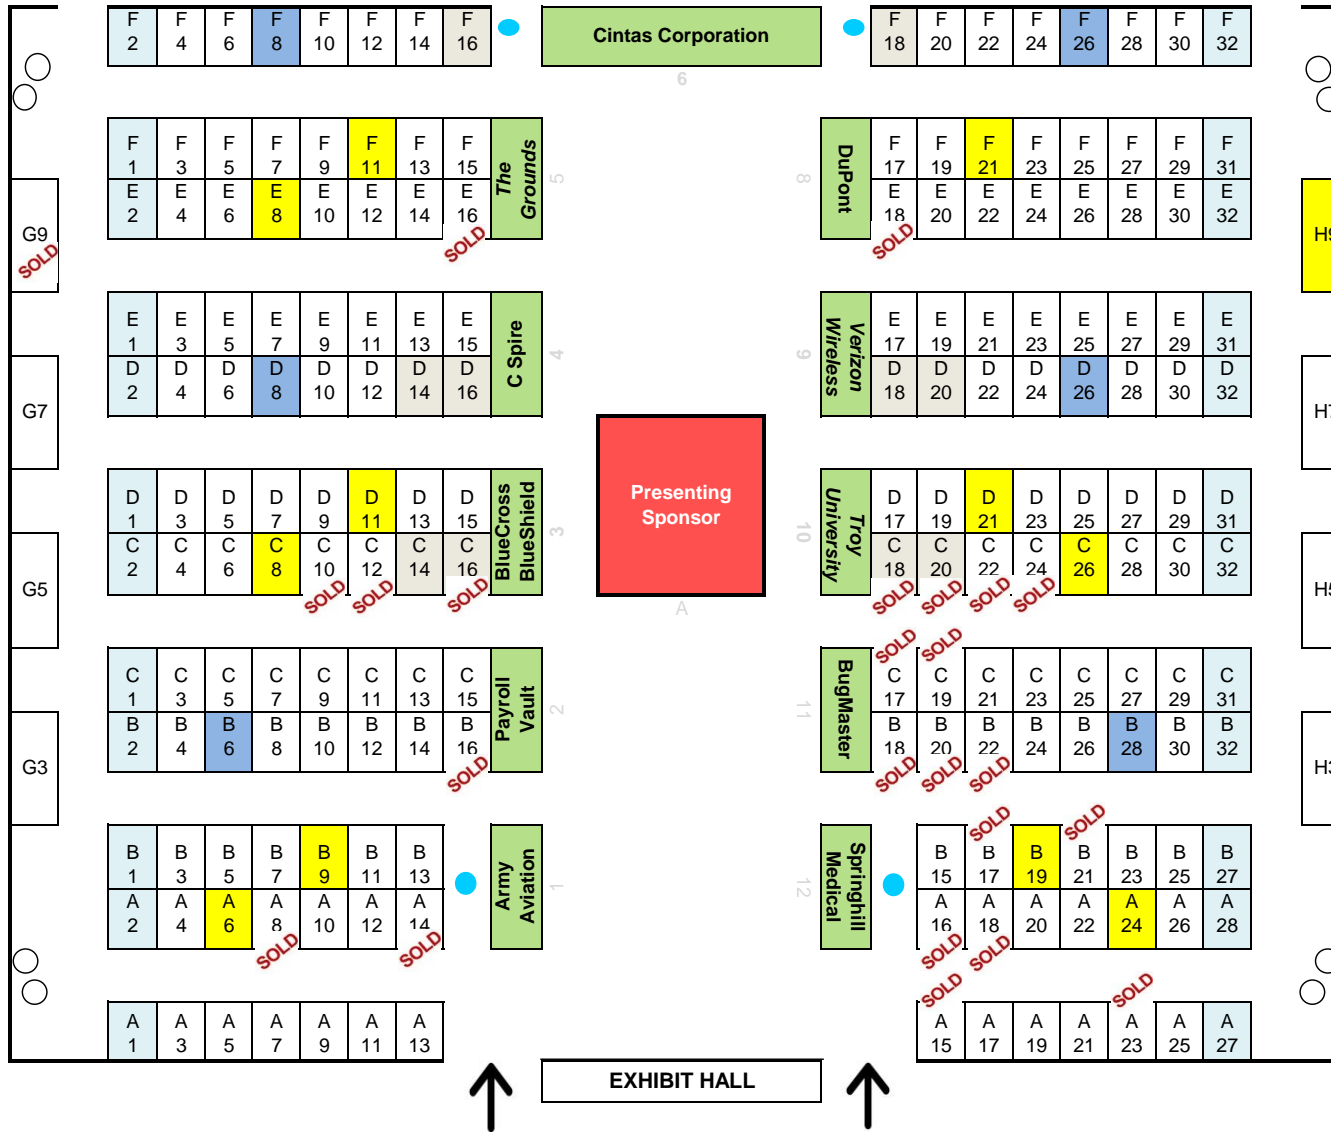 F F F F F F F F Cintas Corporation F F F F F F F F
2 4 6 8 10 12 14 16 18 20 22 24 26 28 30 32
6
F F F F F F F F The Grounds 5 8 DuPont F F F F F F F F
1 3 5 7 9 11 13 15 17 19 21 23 25 27 29 31
E E E E E E E E E E E E E E E E
2 4 6 8 10 12 14 16 18 20 22 24 26 28 30 32
G9 H9
SOLD SOLD SOLD
E E E E E E E E C Spire 4 9 Verizon Wireless E E E E E E E E
1 3 5 7 9 11 13 15 17 19 21 23 25 27 29 31
D D D D D D D D D D D D D D D D
2 4 6 8 10 12 14 16 18 20 22 24 26 28 30 32
G7 H7
Presenting
Sponsor
D D D D D D D D BlueCross BlueShield 3 10 Troy University D D D D D D D D
1 3 5 7 9 11 13 15 17 19 21 23 25 27 29 31
C C C C C C C C C C C C C C C C
2 4 6 8 10 12 14 16 18 20 22 24 26 28 30 32
G5 H5
SOLD SOLD SOLD SOLD SOLD SOLD SOLD
A
SOLD SOLD
C C C C C C C C Payroll Vault 2 11 BugMaster C C C C C C C C
1 3 5 7 9 11 13 15 17 19 21 23 25 27 29 31
B B B B B B B B B B B B B B B B
2 4 6 8 10 12 14 16 18 20 22 24 26 28 30 32
G3 H3
SOLD SOLD SOLD SOLD
SOLD SOLD
B B B B B B B Army Aviation 1 12 Springhill Medical B B B B B B B
1 3 5 7 9 11 13 15 17 19 21 23 25 27
A A A A A A A A A A A A A A
2 4 6 8 10 12 14 16 18 20 22 24 26 28
SOLD SOLD SOLD SOLD
SOLD SOLD
A A A A A A A A A A A A A A
1 3 5 7 9 11 13 15 17 19 21 23 25 27
EXHIBIT HALL